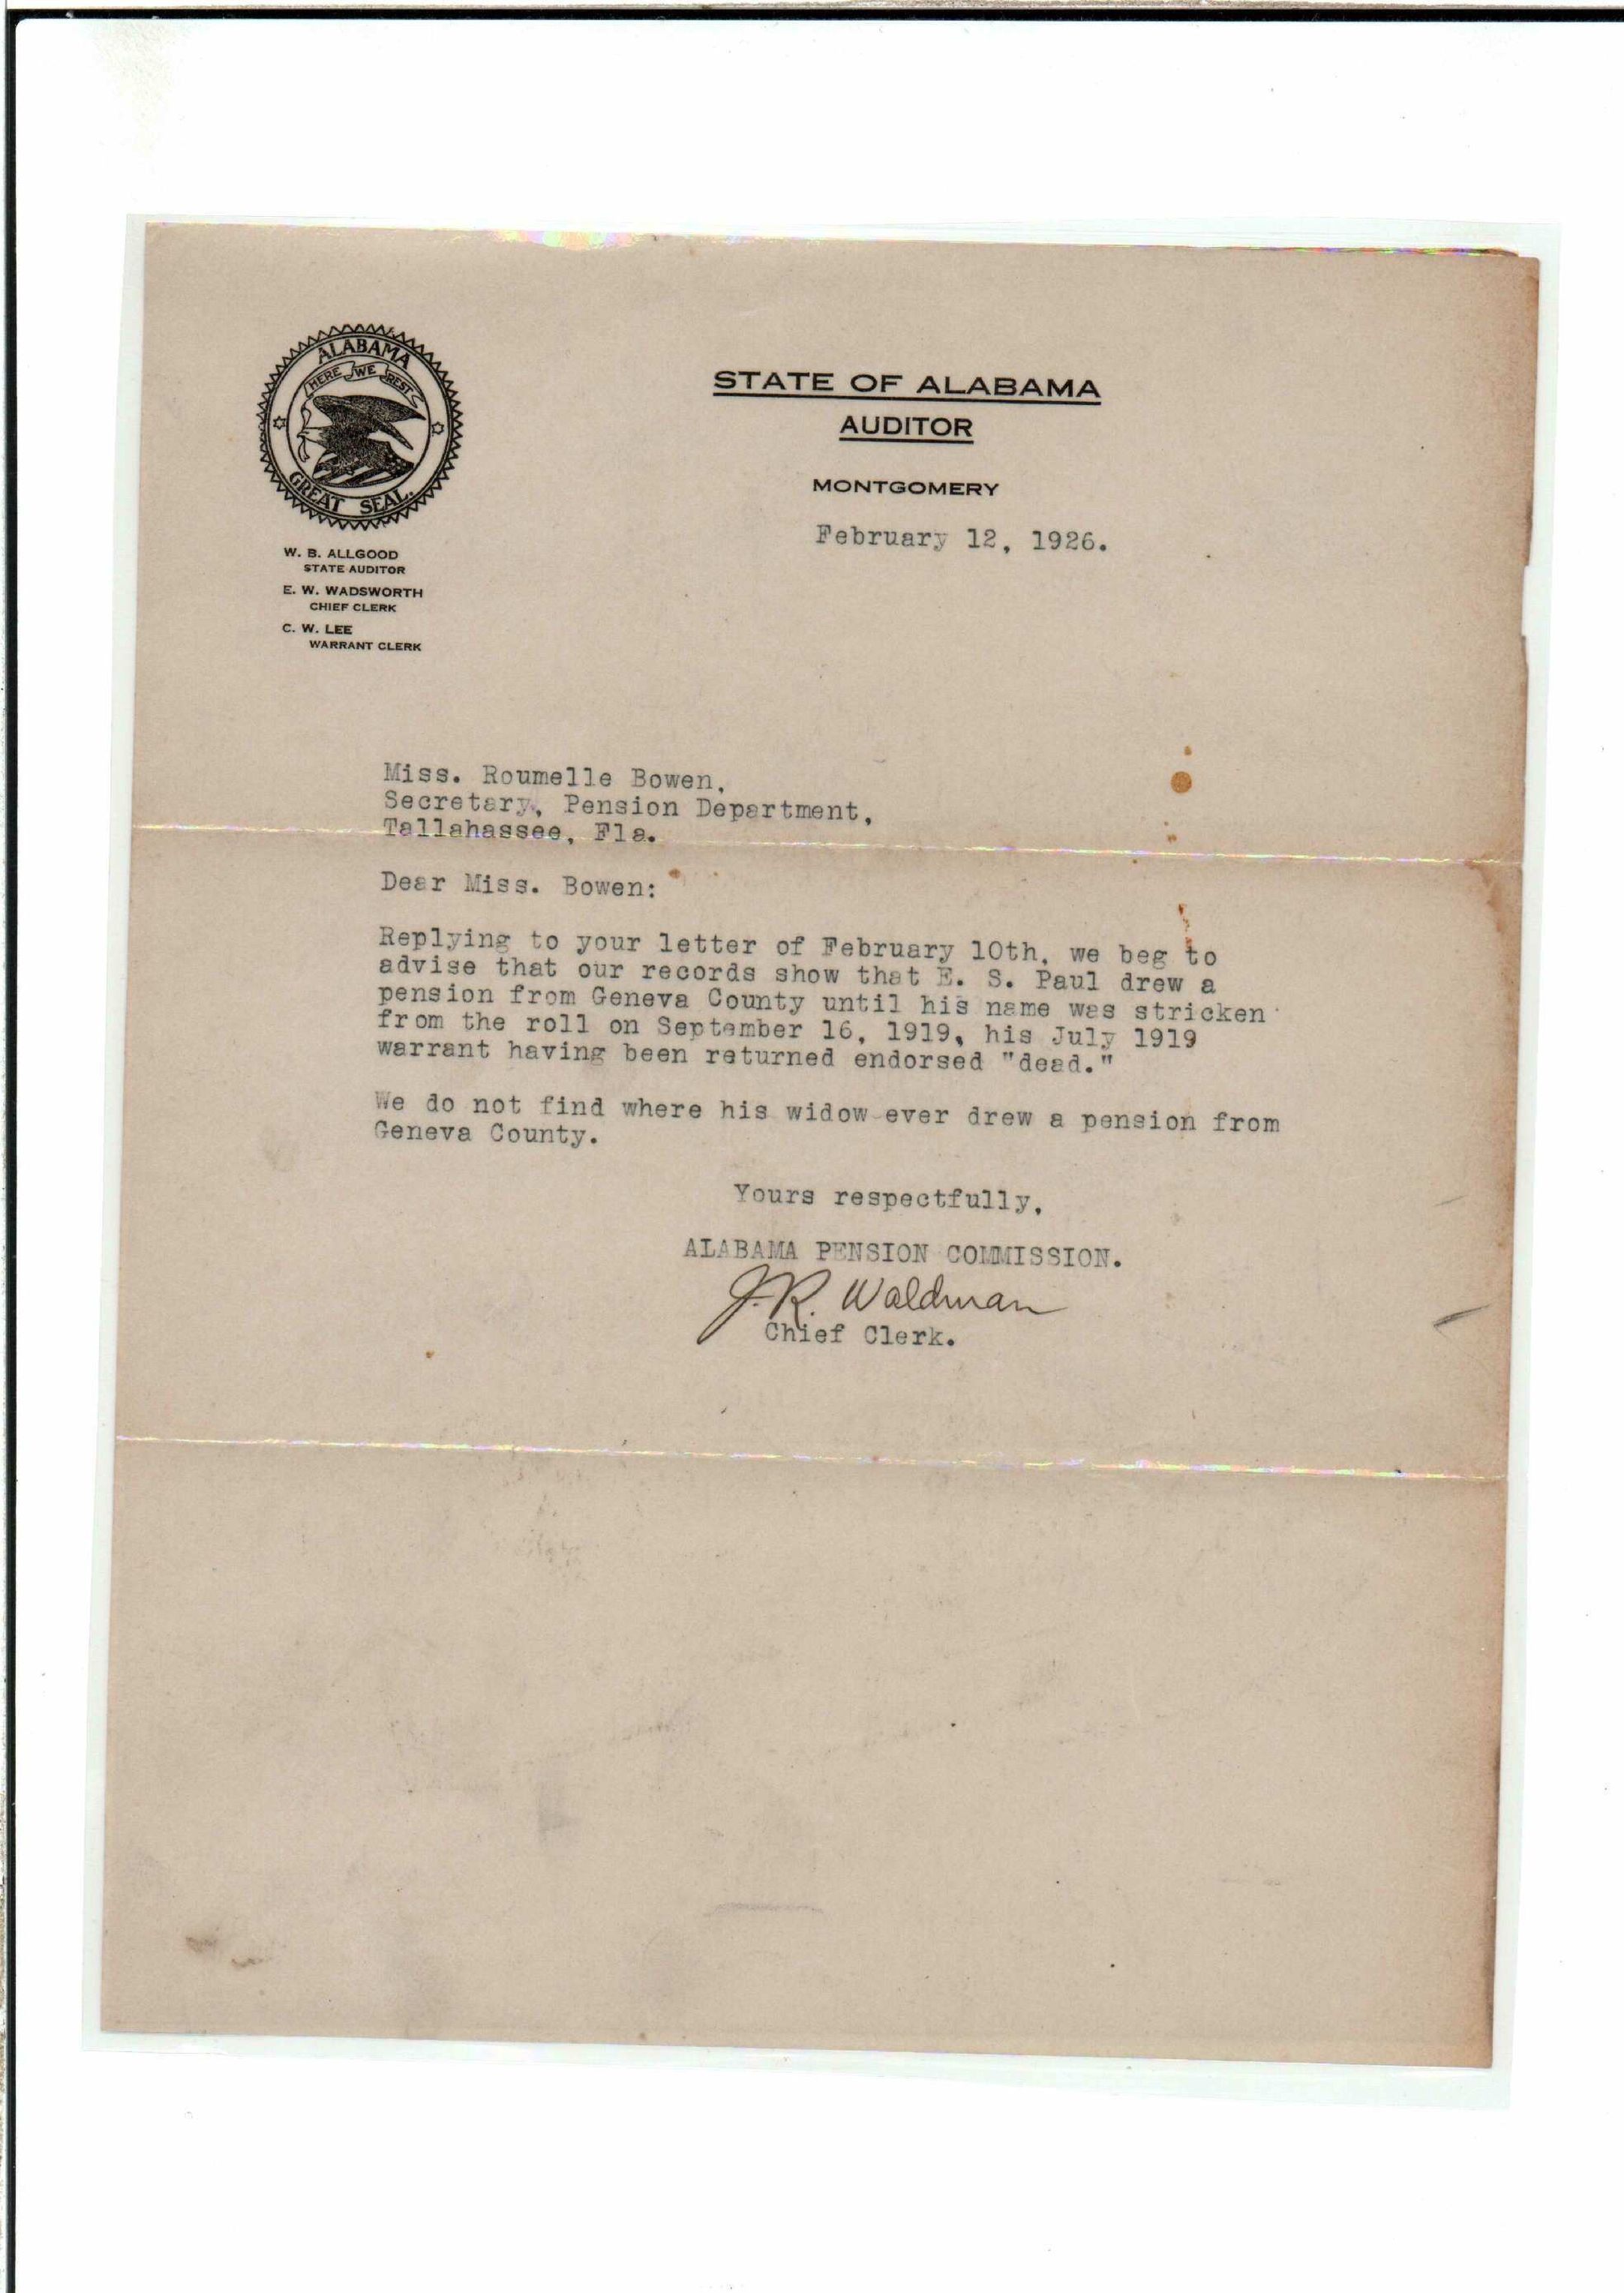 ALABAMA
HERE WE REST
GREAT SEAL.
STATE OF ALABAMA
AUDITOR
MONTGOMERY
February 12, 1926.
W. B. ALLGOOD
STATE AUDITOR
E. W. WADSWORTH
CHIEF CLERK
C. W. LEE
WARRANT CLERK
Miss. Roumelle Bowen,
Secretary, Pension Department,
Tallahassee, Fla.
Dear Miss. Bowen:
Replying to your letter of February 10th, we beg to
advise that our records show that E. S. Paul drew a
pension from Geneva County until his name was stricken
from the roll on September 16, 1919, his July 1919
warrant having been returned endorsed "dead."
We do not find where his widow ever drew a pension from
Geneva County.
Yours respectfully,
ALABAMA PENSION COMMISSION.
J.R. Waldman
Chief Clerk.